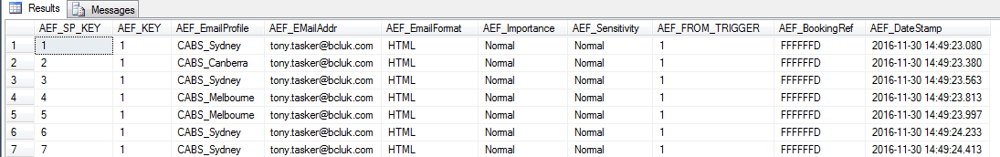 Results Messages
AEF_SP_KEY AEF_KEY AEF_EmailProfile AEF_EMailAddr AEF_EmailFormat AEF_Importance AEF_Sensitivity AEF_FROM_TRIGGER AEF_BookingRef AEF_DateStamp
1 1 1 CABS_Sydney tony.tasker@bcluk.com HTML Normal Normal 1 FFFFFFD 2016-11-30 14:49:23.080
2 2 1 CABS_Canberra tony.tasker@bcluk.com HTML Normal Normal 1 FFFFFFD 2016-11-30 14:49:23.380
3 3 1 CABS_Sydney tony.tasker@bcluk.com HTML Normal Normal 1 FFFFFFD 2016-11-30 14:49:23.563
4 4 1 CABS_Melbourne tony.tasker@bcluk.com HTML Normal Normal 1 FFFFFFD 2016-11-30 14:49:23.813
5 5 1 CABS_Melbourne tony.tasker@bcluk.com HTML Normal Normal 1 FFFFFFD 2016-11-30 14:49:23.997
6 6 1 CABS_Sydney tony.tasker@bcluk.com HTML Normal Normal 1 FFFFFFD 2016-11-30 14:49:24.233
7 7 1 CABS_Sydney tony.tasker@bcluk.com HTML Normal Normal 1 FFFFFFD 2016-11-30 14:49:24.413